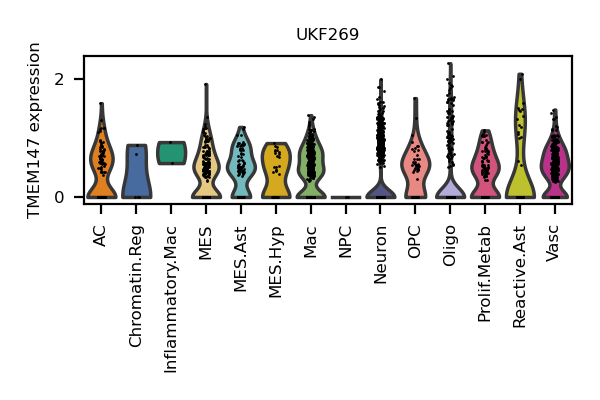 UKF269
TMEM147 expression
2
0
AC
Chromatin.Reg
Inflammatory.Mac
MES
MES.Ast
MES.Hyp
Mac
NPC
Neuron
OPC
Oligo
Prolif.Metab
Reactive.Ast
Vasc